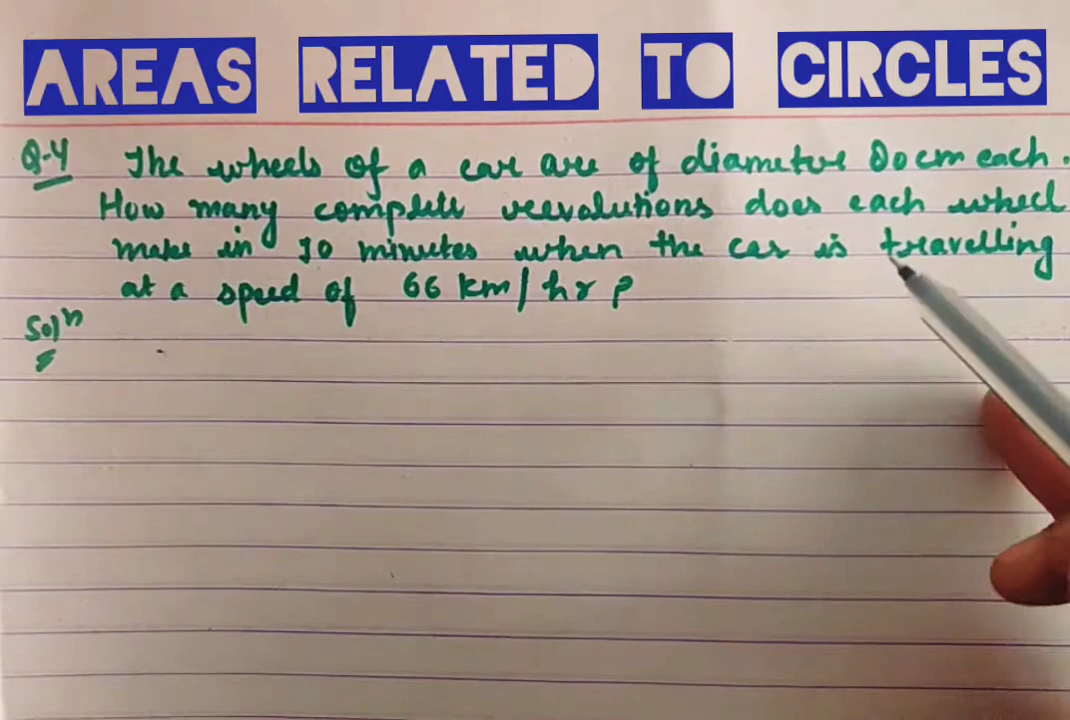 AREAS RELATED TO CIRCLES
Q-4 The wheels of a car are of diameter 80 cm each.
How many complete revolutions does each wheel
make in 10 minutes when the car is travelling
at a speed of 66 km/hr ?
Solⁿ